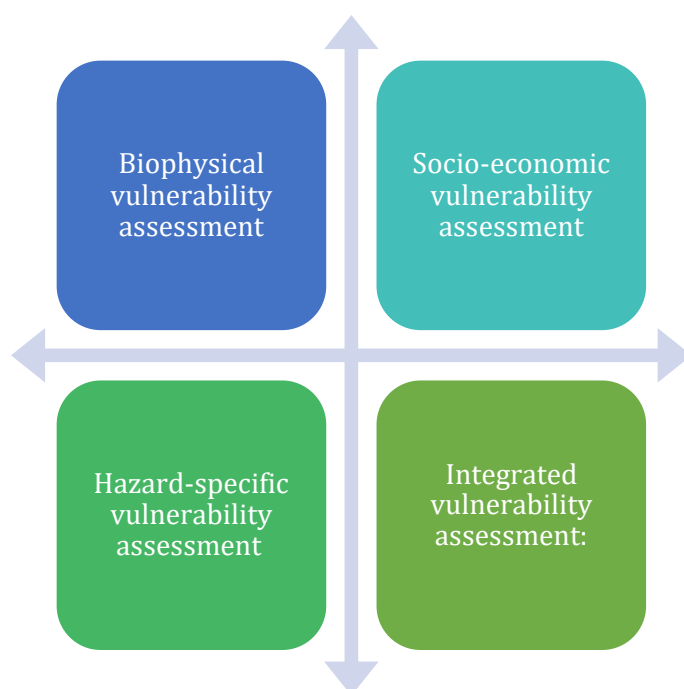 Biophysical
vulnerability
assessment
Socio-economic
vulnerability
assessment
Hazard-specific
vulnerability
assessment
Integrated
vulnerability
assessment: